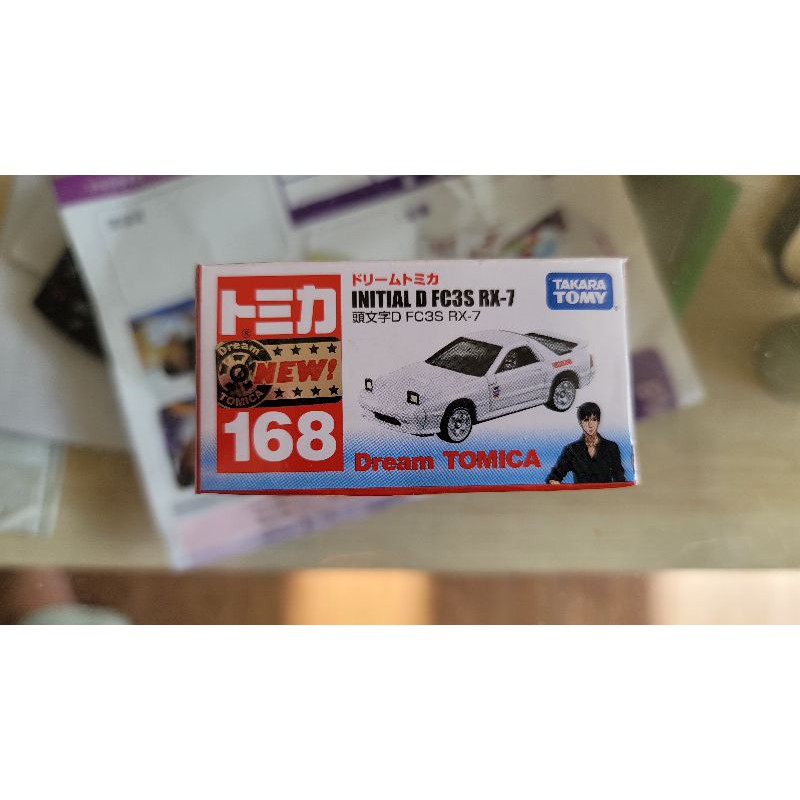 トミカ
Dream
TOMICA
NEW!
168
ドリームトミカ
INITIAL D FC3S RX-7
頭文字D FC3S RX-7
TAKARA
TOMY
Dream TOMICA